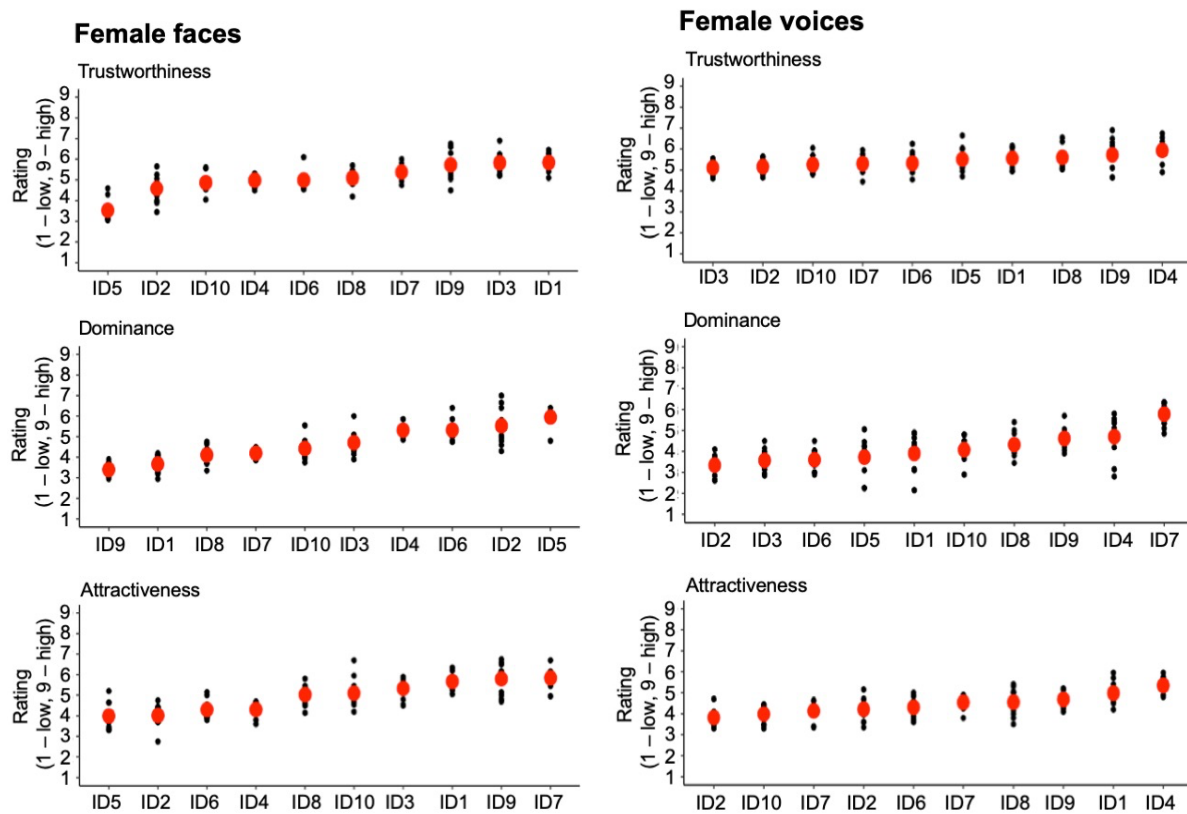 Female faces
Trustworthiness
Rating
(1 – low, 9 – high)
9
8
7
6
5
4
3
2
1
ID5 ID2 ID10 ID4 ID6 ID8 ID7 ID9 ID3 ID1
Dominance
Rating
(1 – low, 9 – high)
9
8
7
6
5
4
3
2
1
ID9 ID1 ID8 ID7 ID10 ID3 ID4 ID6 ID2 ID5
Attractiveness
Rating
(1 – low, 9 – high)
9
8
7
6
5
4
3
2
1
ID5 ID2 ID6 ID4 ID8 ID10 ID3 ID1 ID9 ID7
Female voices
Trustworthiness
Rating
(1 – low, 9 – high)
9
8
7
6
5
4
3
2
1
ID3 ID2 ID10 ID7 ID6 ID5 ID1 ID8 ID9 ID4
Dominance
Rating
(1 – low, 9 – high)
9
8
7
6
5
4
3
2
1
ID2 ID3 ID6 ID5 ID1 ID10 ID8 ID9 ID4 ID7
Attractiveness
Rating
(1 – low, 9 – high)
9
8
7
6
5
4
3
2
1
ID2 ID10 ID7 ID2 ID6 ID7 ID8 ID9 ID1 ID4